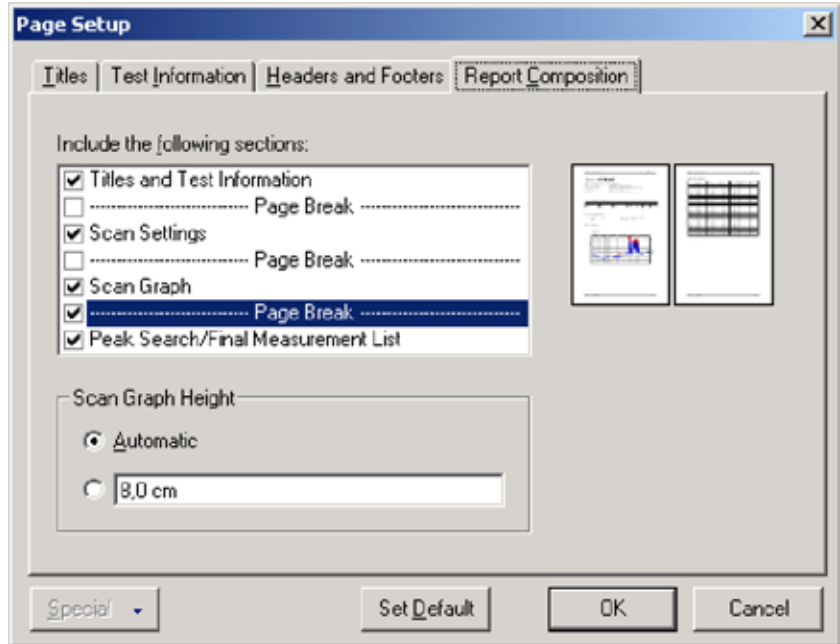 Page Setup
Titles Test Information Headers and Footers Report Composition
Include the following sections:
Titles and Test Information
Page Break
Scan Settings
Page Break
Scan Graph
Page Break
Peak Search/Final Measurement List
Scan Graph Height
Automatic
8,0 cm
Special Set Default OK Cancel